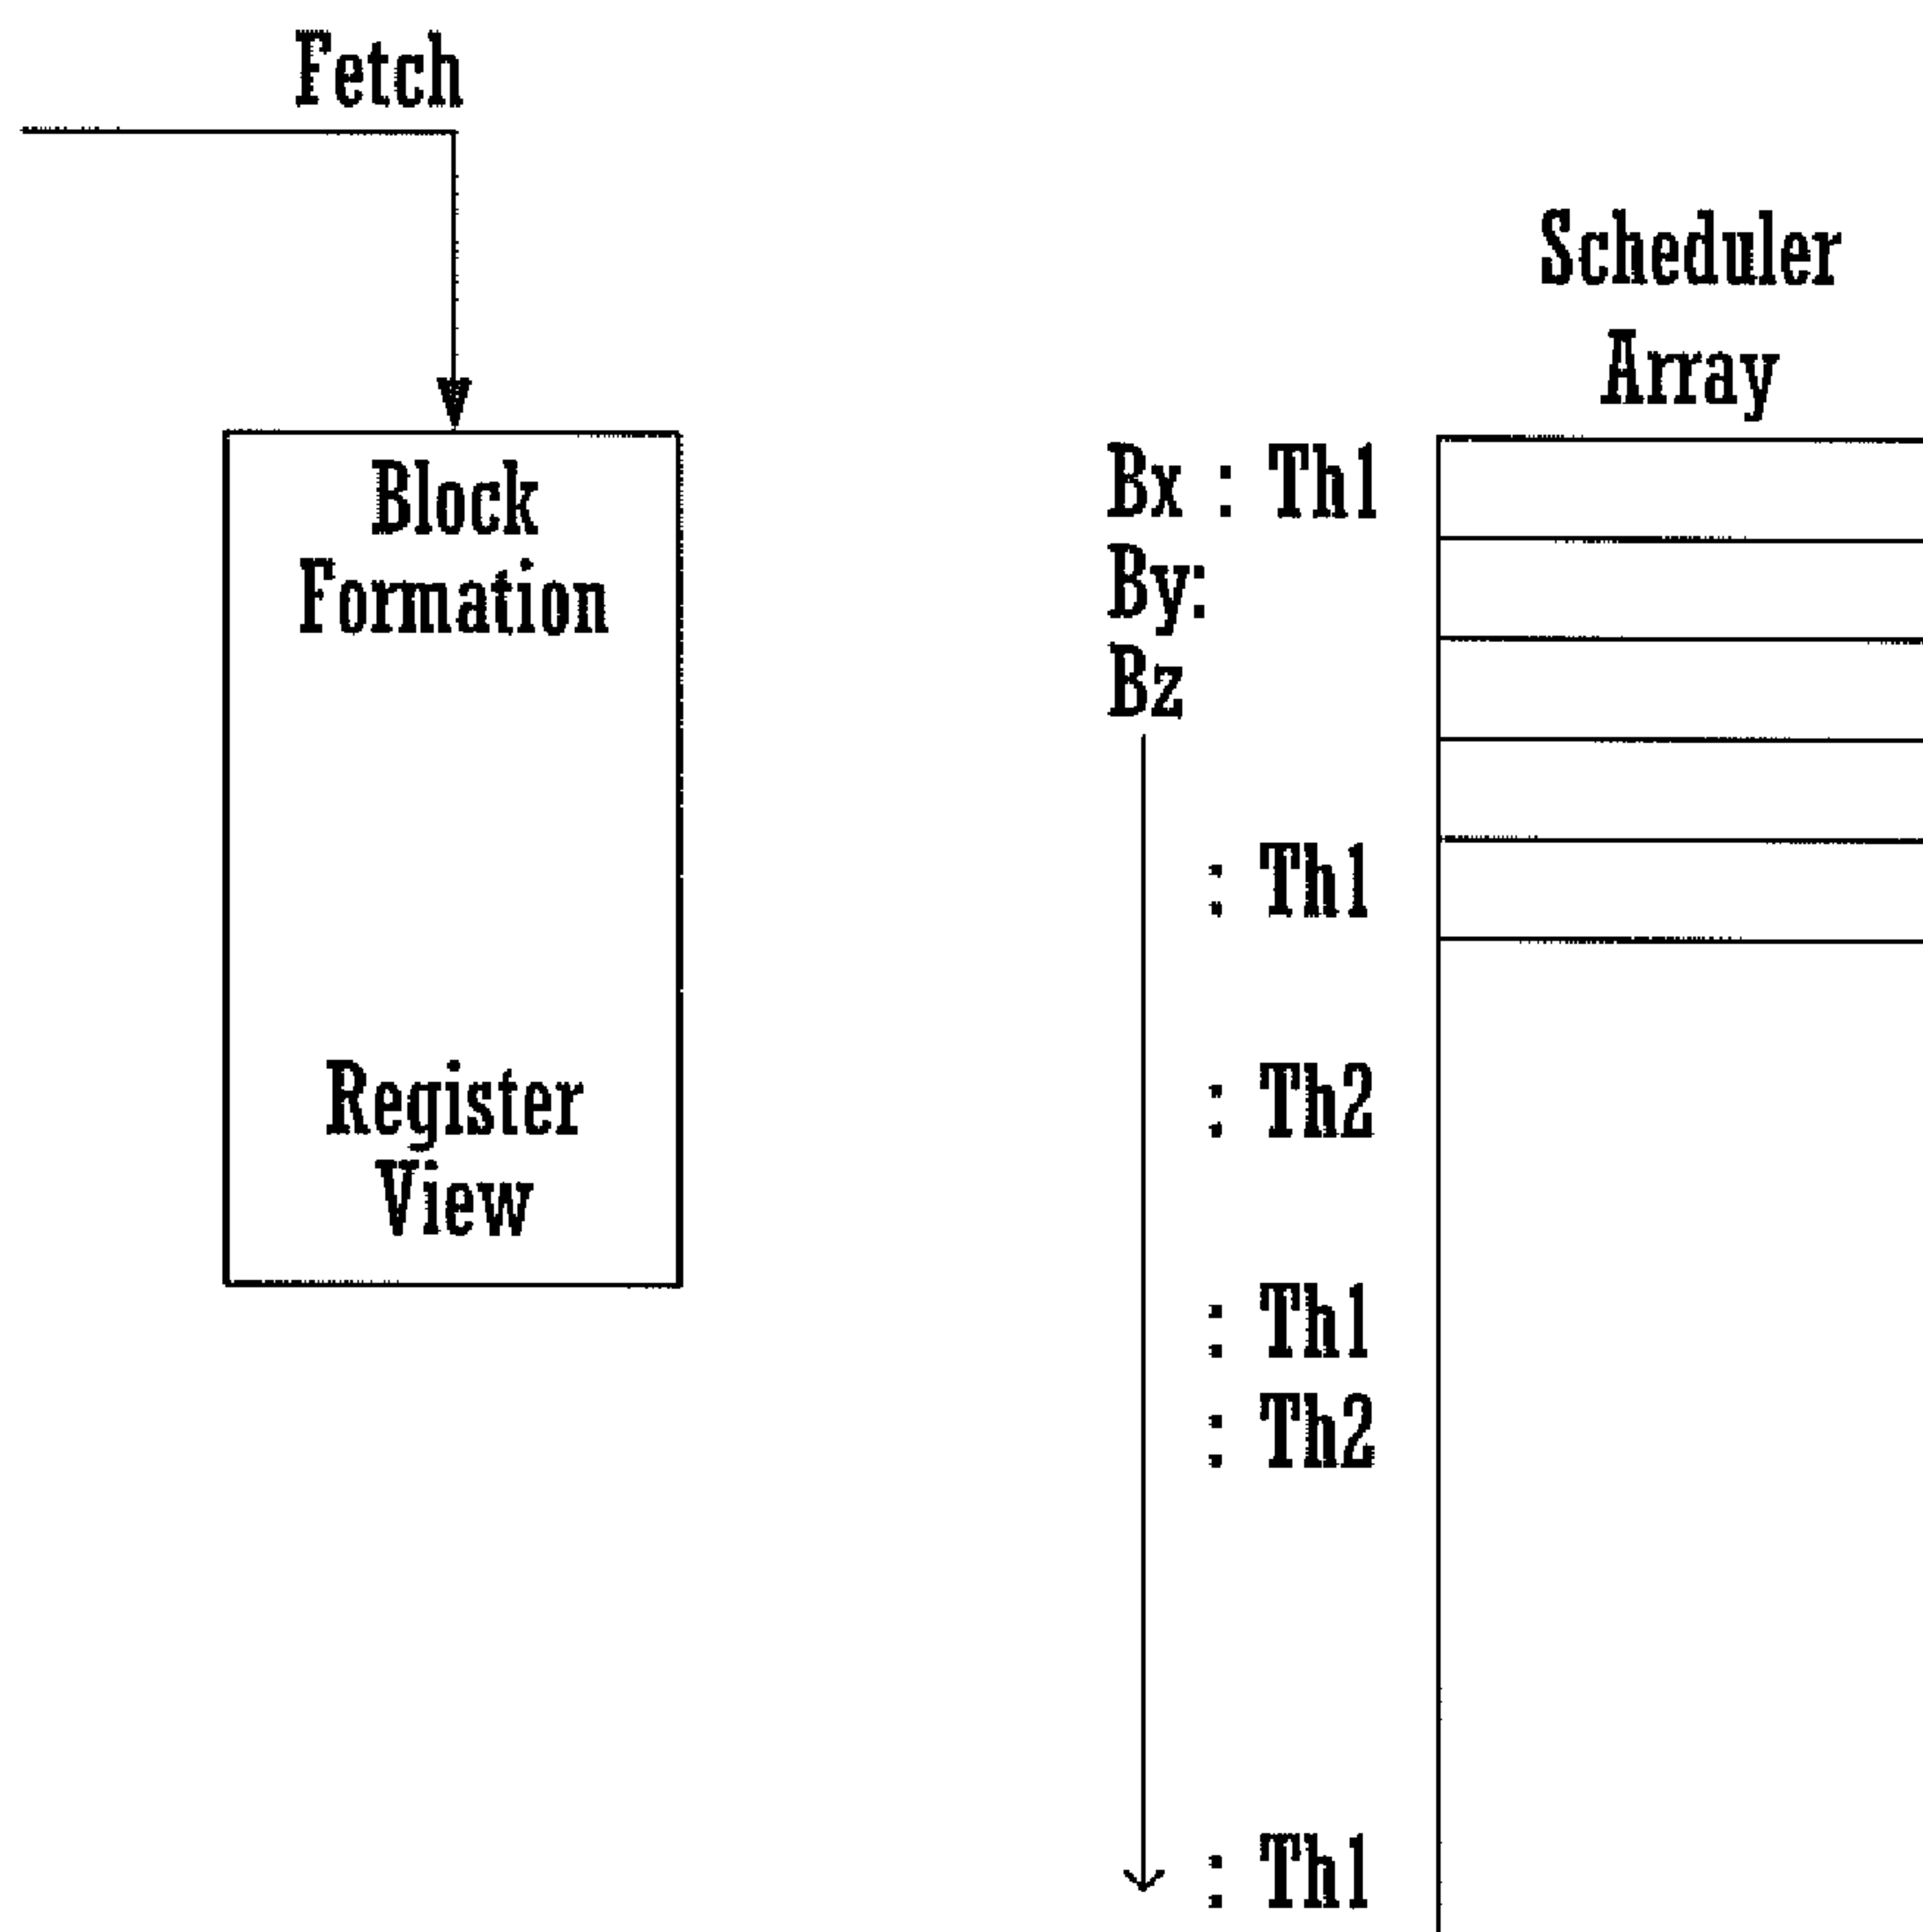 Fetch
Block
Formation
Register
View
Scheduler
Array
Bx : Th1
By:
Bz
: Th1
: Th2
: Th1
: Th2
: Th1